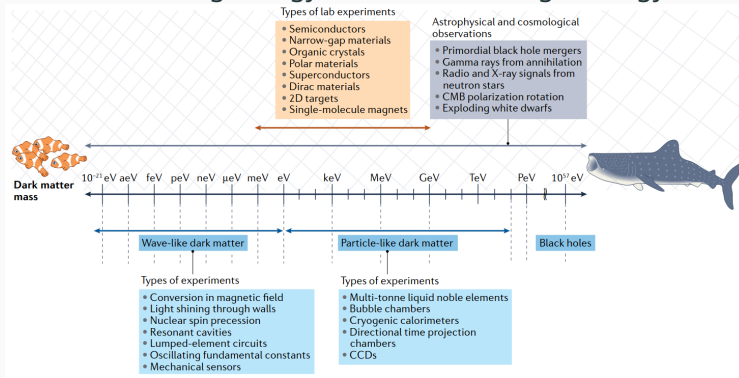 Types of lab experiments
• Semiconductors
• Narrow-gap materials
• Organic crystals
• Polar materials
• Superconductors
• Dirac materials
• 2D targets
• Single-molecule magnets
Astrophysical and cosmological
observations
• Primordial black hole mergers
• Gamma rays from annihilation
• Radio and X-ray signals from
neutron stars
• CMB polarization rotation
• Exploding white dwarfs
Dark matter
mass
10⁻²¹ eV aeV feV peV neV μeV meV eV keV MeV GeV TeV PeV 10⁵⁷ eV
Wave-like dark matter
Particle-like dark matter
Black holes
Types of experiments
• Conversion in magnetic field
• Light shining through walls
• Nuclear spin precession
• Resonant cavities
• Lumped-element circuits
• Oscillating fundamental constants
• Mechanical sensors
Types of experiments
• Multi-tonne liquid noble elements
• Bubble chambers
• Cryogenic calorimeters
• Directional time projection
chambers
• CCDs